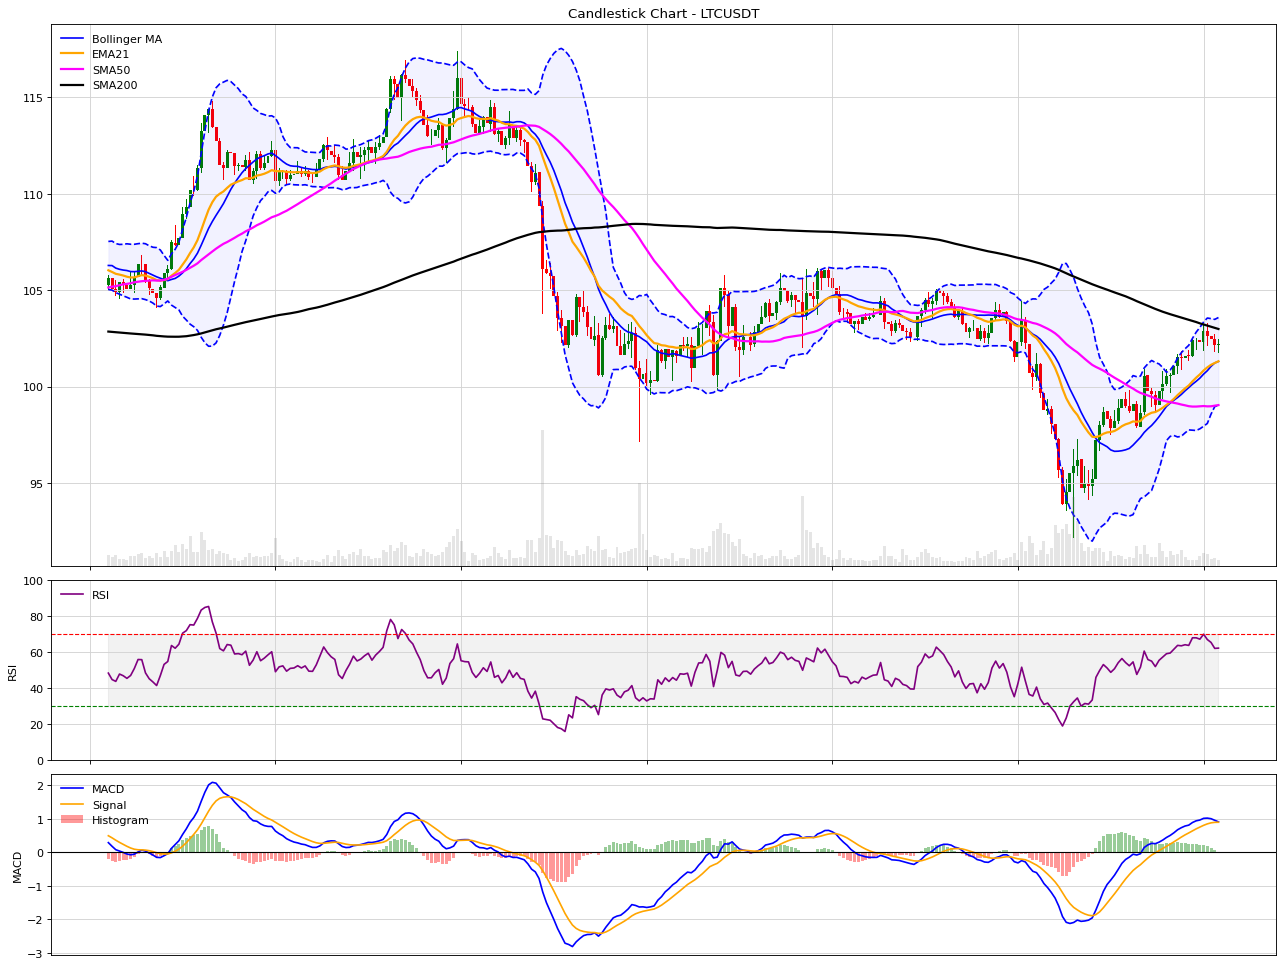 Candlestick Chart - LTCUSDT
Bollinger MA
EMA21
SMA50
SMA200
115
110
105
100
95
100
80
60
40
20
0
RSI
RSI
2
1
0
−1
−2
−3
MACD
MACD
Signal
Histogram